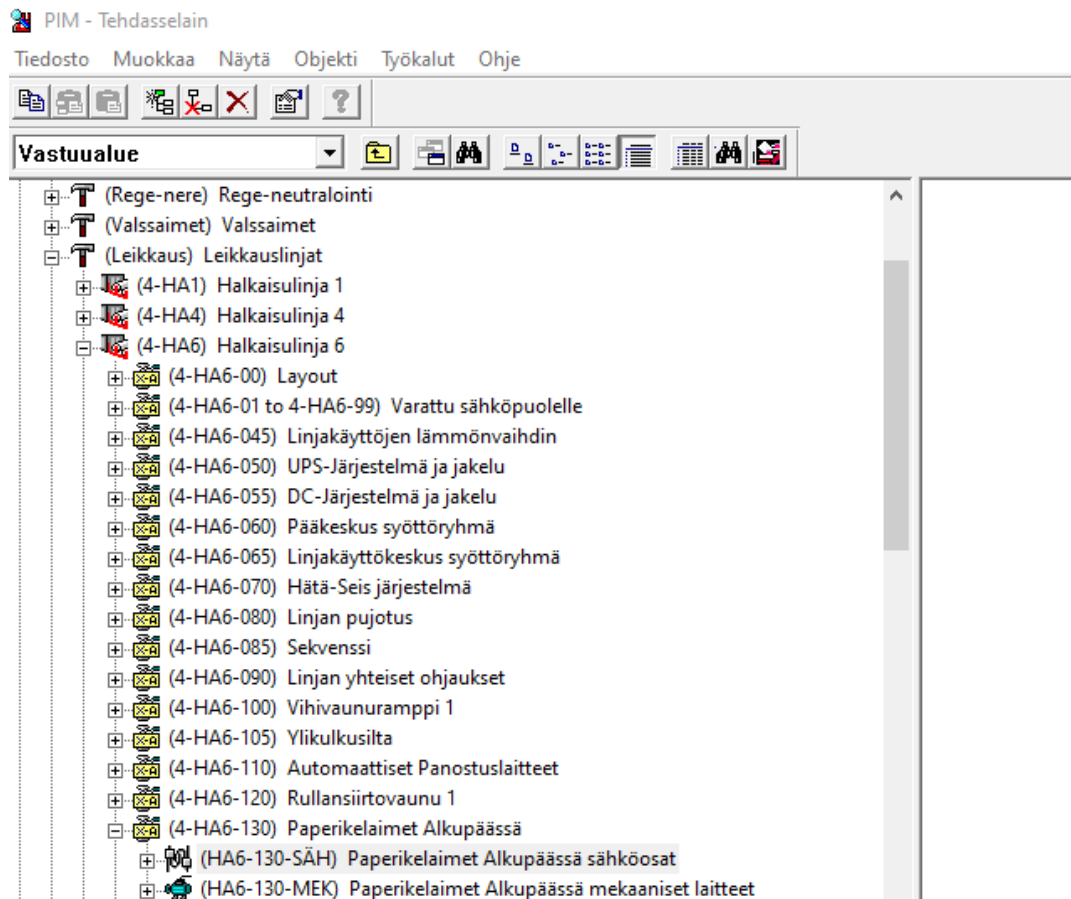 PIM - Tehdasselain
Tiedosto Muokkaa Näytä Objekti Työkalut Ohje
Vastuualue
(Rege-nere) Rege-neutralointi
(Valssaimet) Valssaimet
(Leikkaus) Leikkauslinjat
(4-HA1) Halkaisulinja 1
(4-HA4) Halkaisulinja 4
(4-HA6) Halkaisulinja 6
(4-HA6-00) Layout
(4-HA6-01 to 4-HA6-99) Varattu sähköpuolelle
(4-HA6-045) Linjakäyttöjen lämmönvaihdin
(4-HA6-050) UPS-Järjestelmä ja jakelu
(4-HA6-055) DC-Järjestelmä ja jakelu
(4-HA6-060) Pääkeskus syöttöryhmä
(4-HA6-065) Linjakäyttökeskus syöttöryhmä
(4-HA6-070) Hätä-Seis järjestelmä
(4-HA6-080) Linjan pujotus
(4-HA6-085) Sekvenssi
(4-HA6-090) Linjan yhteiset ohjaukset
(4-HA6-100) Vihivaunuramppi 1
(4-HA6-105) Ylikulkusilta
(4-HA6-110) Automaattiset Panostuslaitteet
(4-HA6-120) Rullansiirtovaunu 1
(4-HA6-130) Paperikelaimet Alkupäässä
(HA6-130-SÄH) Paperikelaimet Alkupäässä sähköosat
(HA6-130-MEK) Paperikelaimet Alkupäässä mekaaniset laitteet